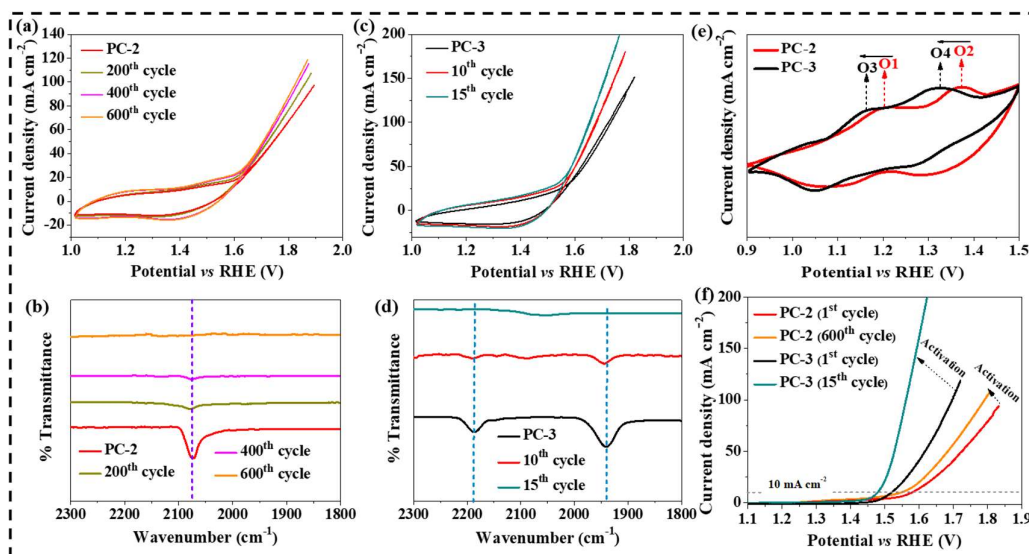 (a)
Current density (mA cm⁻²)
140
120
100
80
60
40
20
0
-20
PC-2
200th cycle
400th cycle
600th cycle
1.0 1.2 1.4 1.6 1.8 2.0
Potential vs RHE (V)
(c)
Current density (mA cm⁻²)
200
150
100
50
0
PC-3
10th cycle
15th cycle
1.0 1.2 1.4 1.6 1.8 2.0
Potential vs RHE (V)
(e)
Current density (mA cm⁻²)
PC-2
PC-3
O3 O1
O4 O2
0.9 1.0 1.1 1.2 1.3 1.4 1.5
Potential vs RHE (V)
(b)
% Transmittance
PC-2
200th cycle
400th cycle
600th cycle
2300 2200 2100 2000 1900 1800
Wavenumber (cm⁻¹)
(d)
% Transmittance
PC-3
10th cycle
15th cycle
2300 2200 2100 2000 1900 1800
Wavenumber (cm⁻¹)
(f)
Current density (mA cm⁻²)
200
150
100
50
0
PC-2 (1st cycle)
PC-2 (600th cycle)
PC-3 (1st cycle)
PC-3 (15th cycle)
Activation
Activation
10 mA cm⁻²
1.1 1.2 1.3 1.4 1.5 1.6 1.7 1.8 1.9
Potential vs RHE (V)